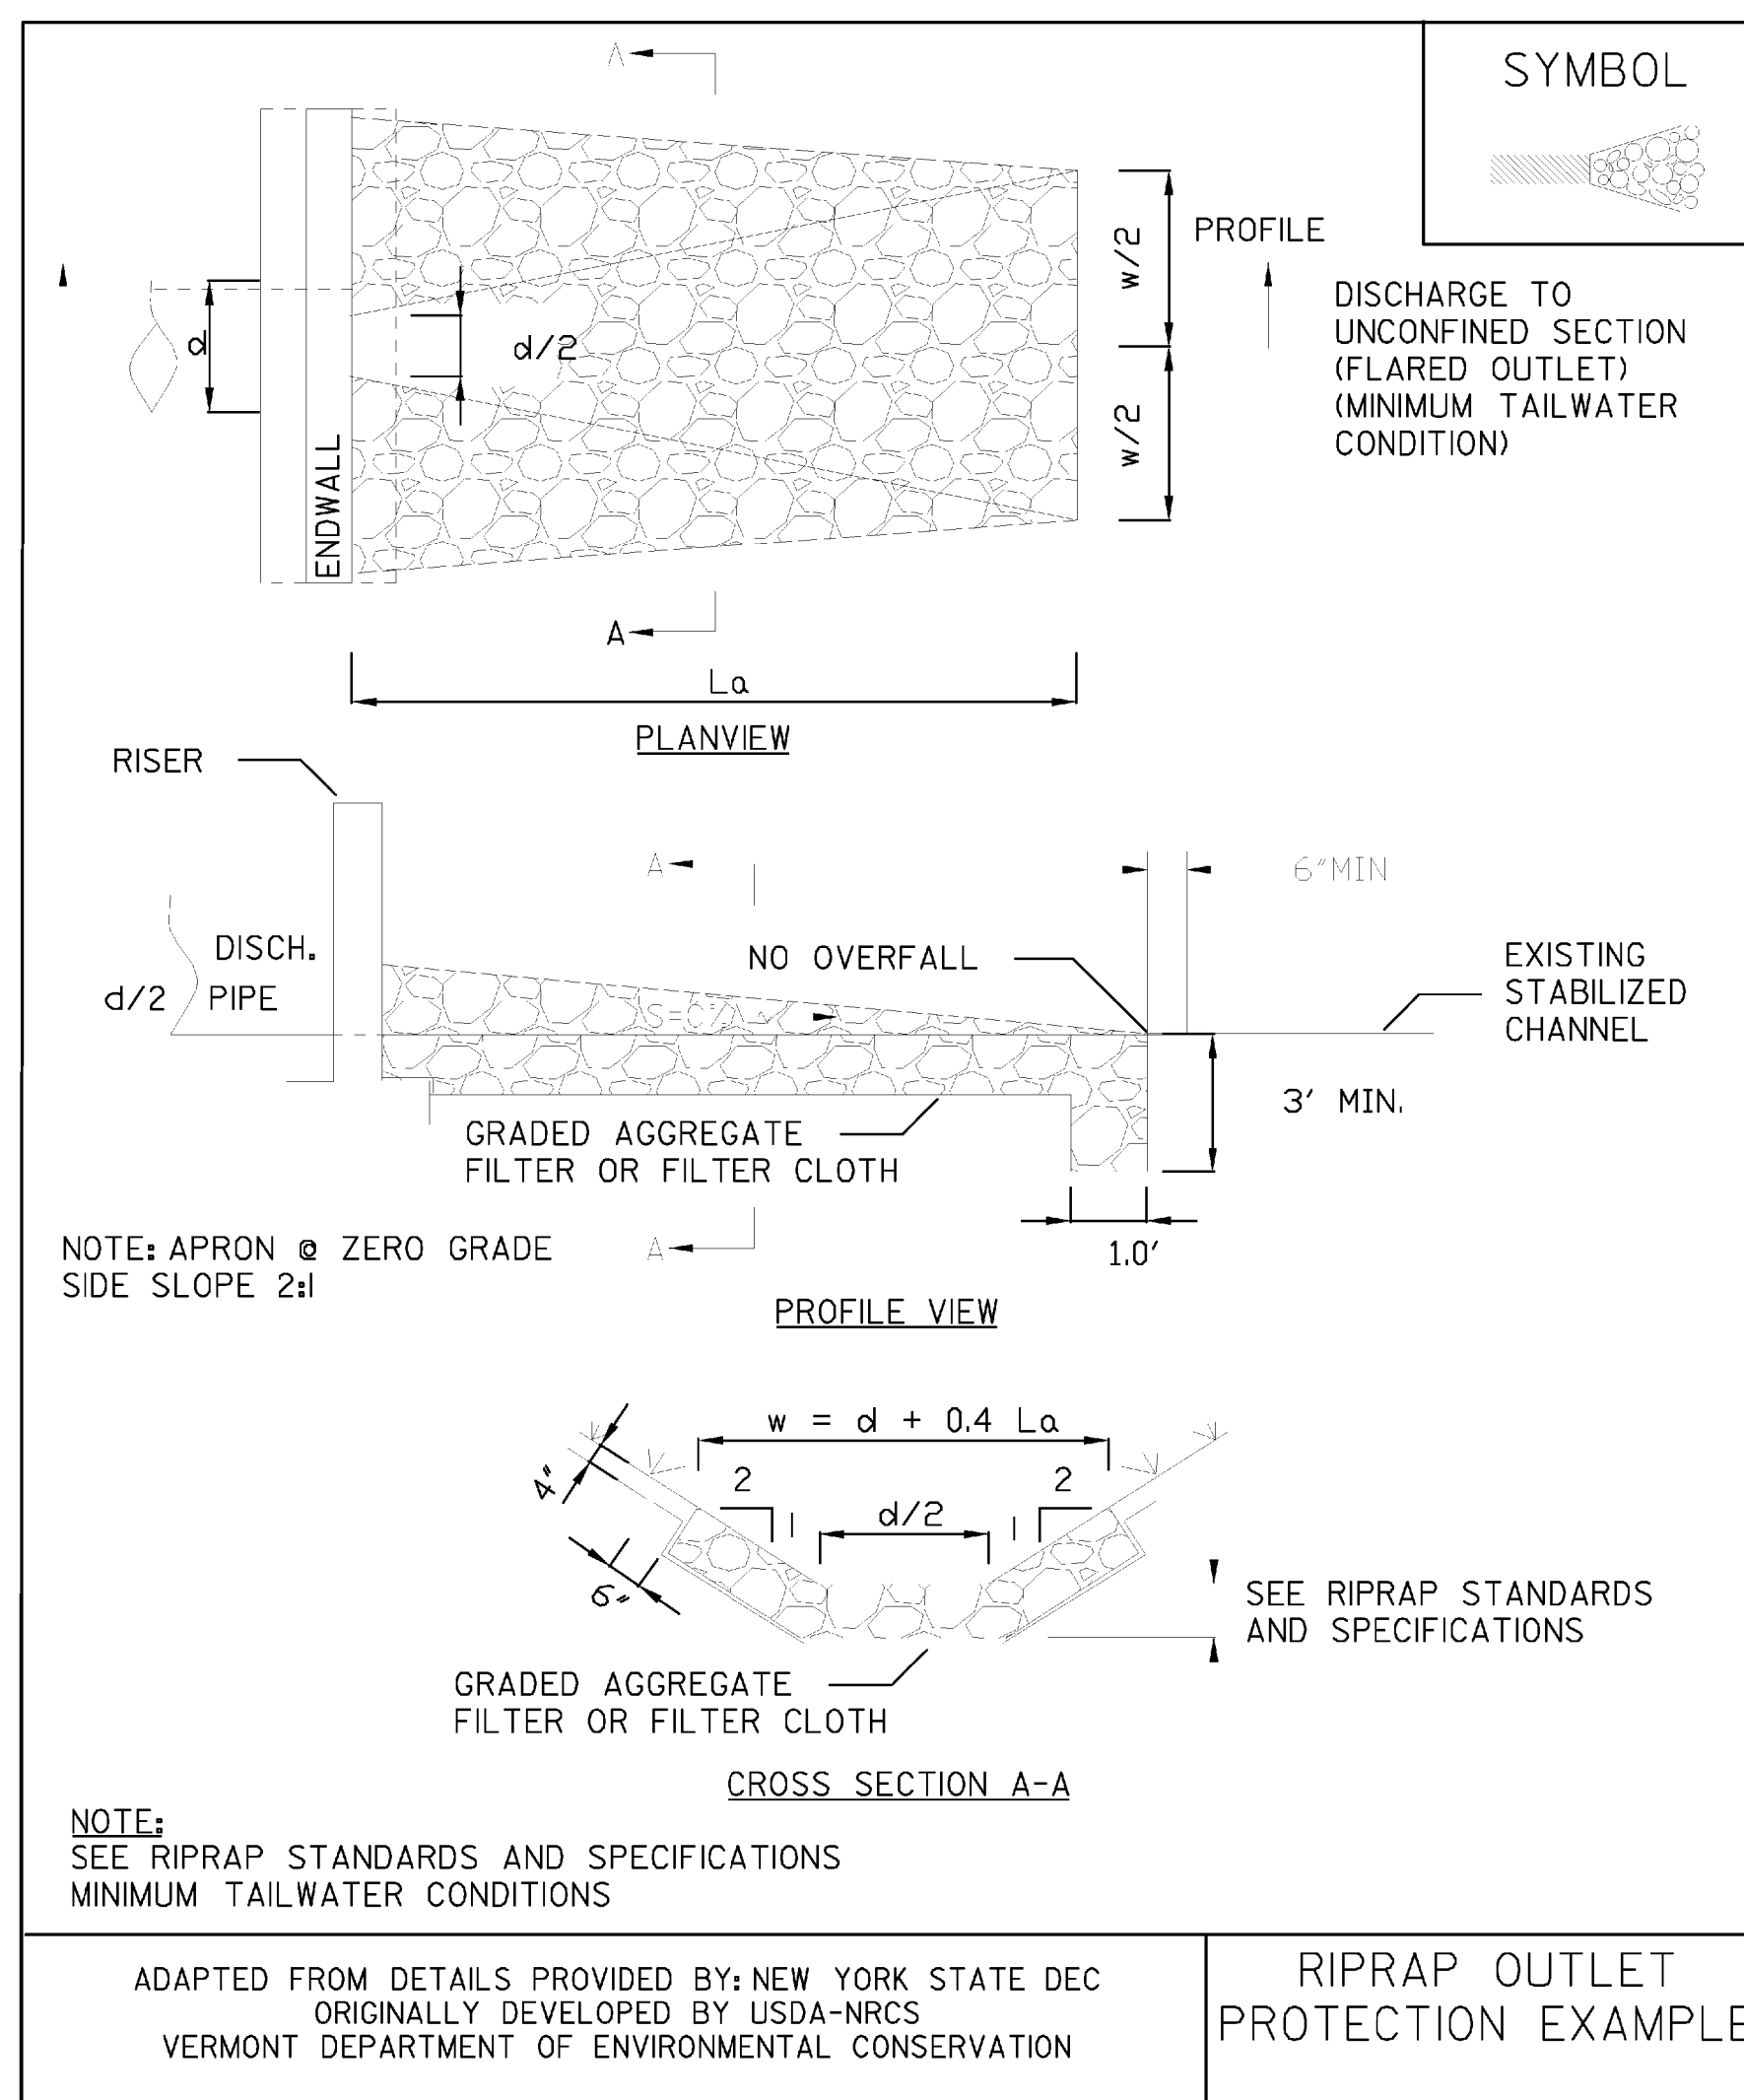 SYMBOL
A
w/2
PROFILE
DISCHARGE TO
UNCONFINED SECTION
(FLARED OUTLET)
(MINIMUM TAILWATER
CONDITION)
d
d/2
w/2
ENDWALL
A
La
PLANVIEW
RISER
A
6"MIN
DISCH.
PIPE
d/2
NO OVERFALL
EXISTING
STABILIZED
CHANNEL
S=0%
3' MIN.
GRADED AGGREGATE
FILTER OR FILTER CLOTH
NOTE: APRON @ ZERO GRADE
SIDE SLOPE 2:1
A
1.0'
PROFILE VIEW
w = d + 0.4 La
4"
2
2
1
d/2
1
6"
SEE RIPRAP STANDARDS
AND SPECIFICATIONS
GRADED AGGREGATE
FILTER OR FILTER CLOTH
CROSS SECTION A-A
NOTE:
SEE RIPRAP STANDARDS AND SPECIFICATIONS
MINIMUM TAILWATER CONDITIONS
ADAPTED FROM DETAILS PROVIDED BY: NEW YORK STATE DEC
ORIGINALLY DEVELOPED BY USDA-NRCS
VERMONT DEPARTMENT OF ENVIRONMENTAL CONSERVATION
RIPRAP OUTLET
PROTECTION EXAMPLE